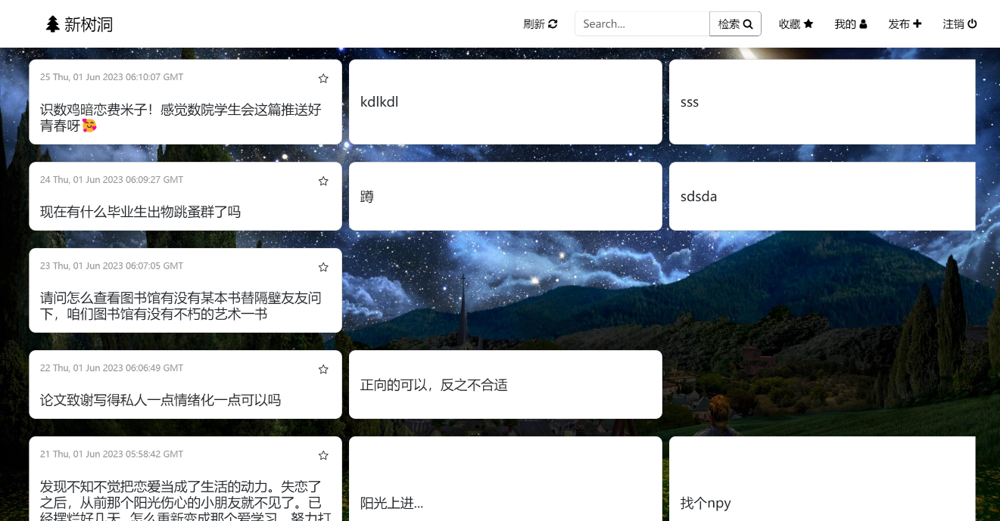 新树洞
刷新
Search...
检索
收藏
我的
发布
注销
25 Thu, 01 Jun 2023 06:10:07 GMT
识数鸡暗恋费米子！感觉数院学生会这篇推送好
青春呀🥰
kdlkdl
sss
24 Thu, 01 Jun 2023 06:09:27 GMT
现在有什么毕业生出物跳蚤群了吗
蹲
sdsda
23 Thu, 01 Jun 2023 06:07:05 GMT
请问怎么查看图书馆有没有某本书替隔壁友友问
下，咱们图书馆有没有不朽的艺术一书
22 Thu, 01 Jun 2023 06:06:49 GMT
论文致谢写得私人一点情绪化一点可以吗
正向的可以，反之不合适
21 Thu, 01 Jun 2023 05:58:42 GMT
发现不知不觉把恋爱当成了生活的动力。失恋了
之后，从前那个阳光伤心的小朋友就不见了。已
经摆烂好几天，怎么重新变成那个爱学习、努力打
阳光上进...
找个npy